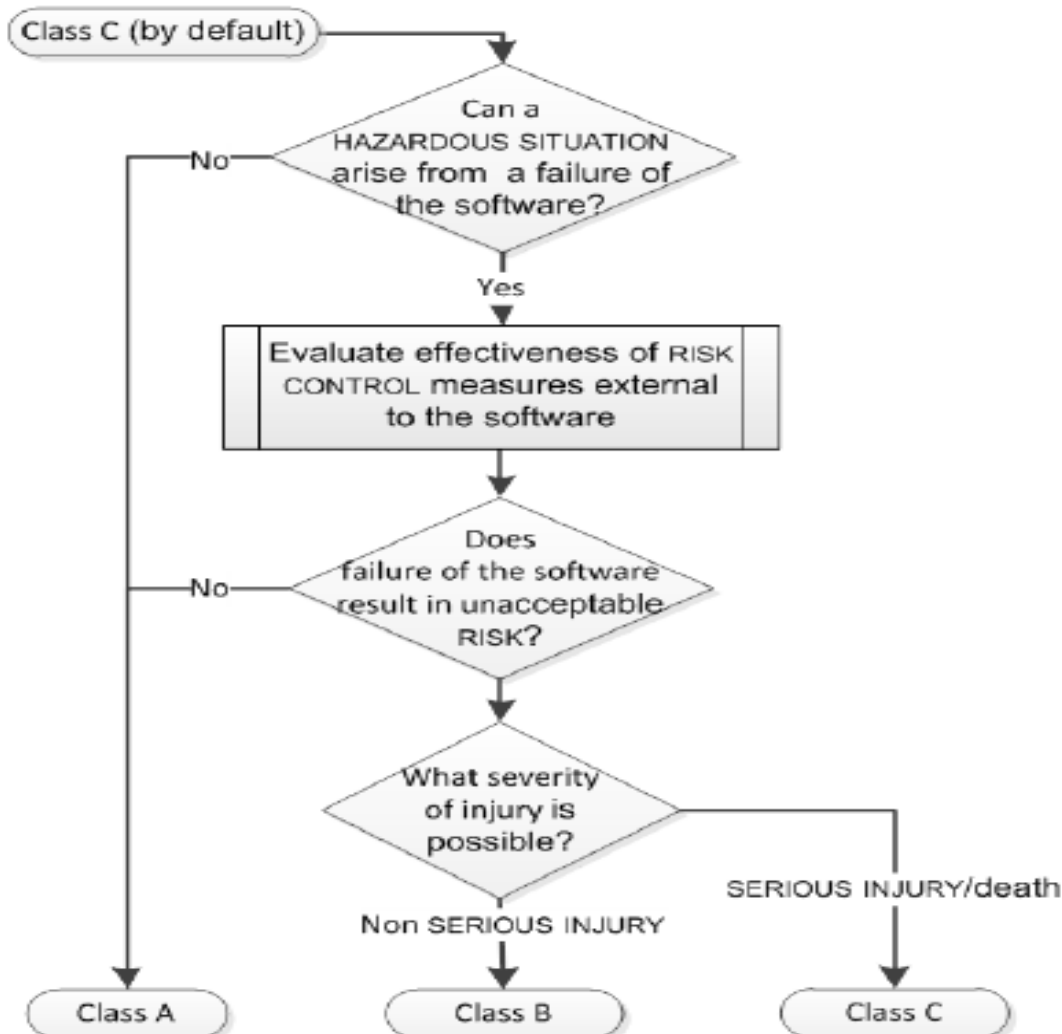 Class C (by default)
Can a
HAZARDOUS SITUATION
arise from a failure of
the software?
No
Yes
Evaluate effectiveness of RISK
CONTROL measures external
to the software
Does
failure of the software
result in unacceptable
RISK?
No
What severity
of injury is
possible?
SERIOUS INJURY/death
Non SERIOUS INJURY
Class A
Class B
Class C